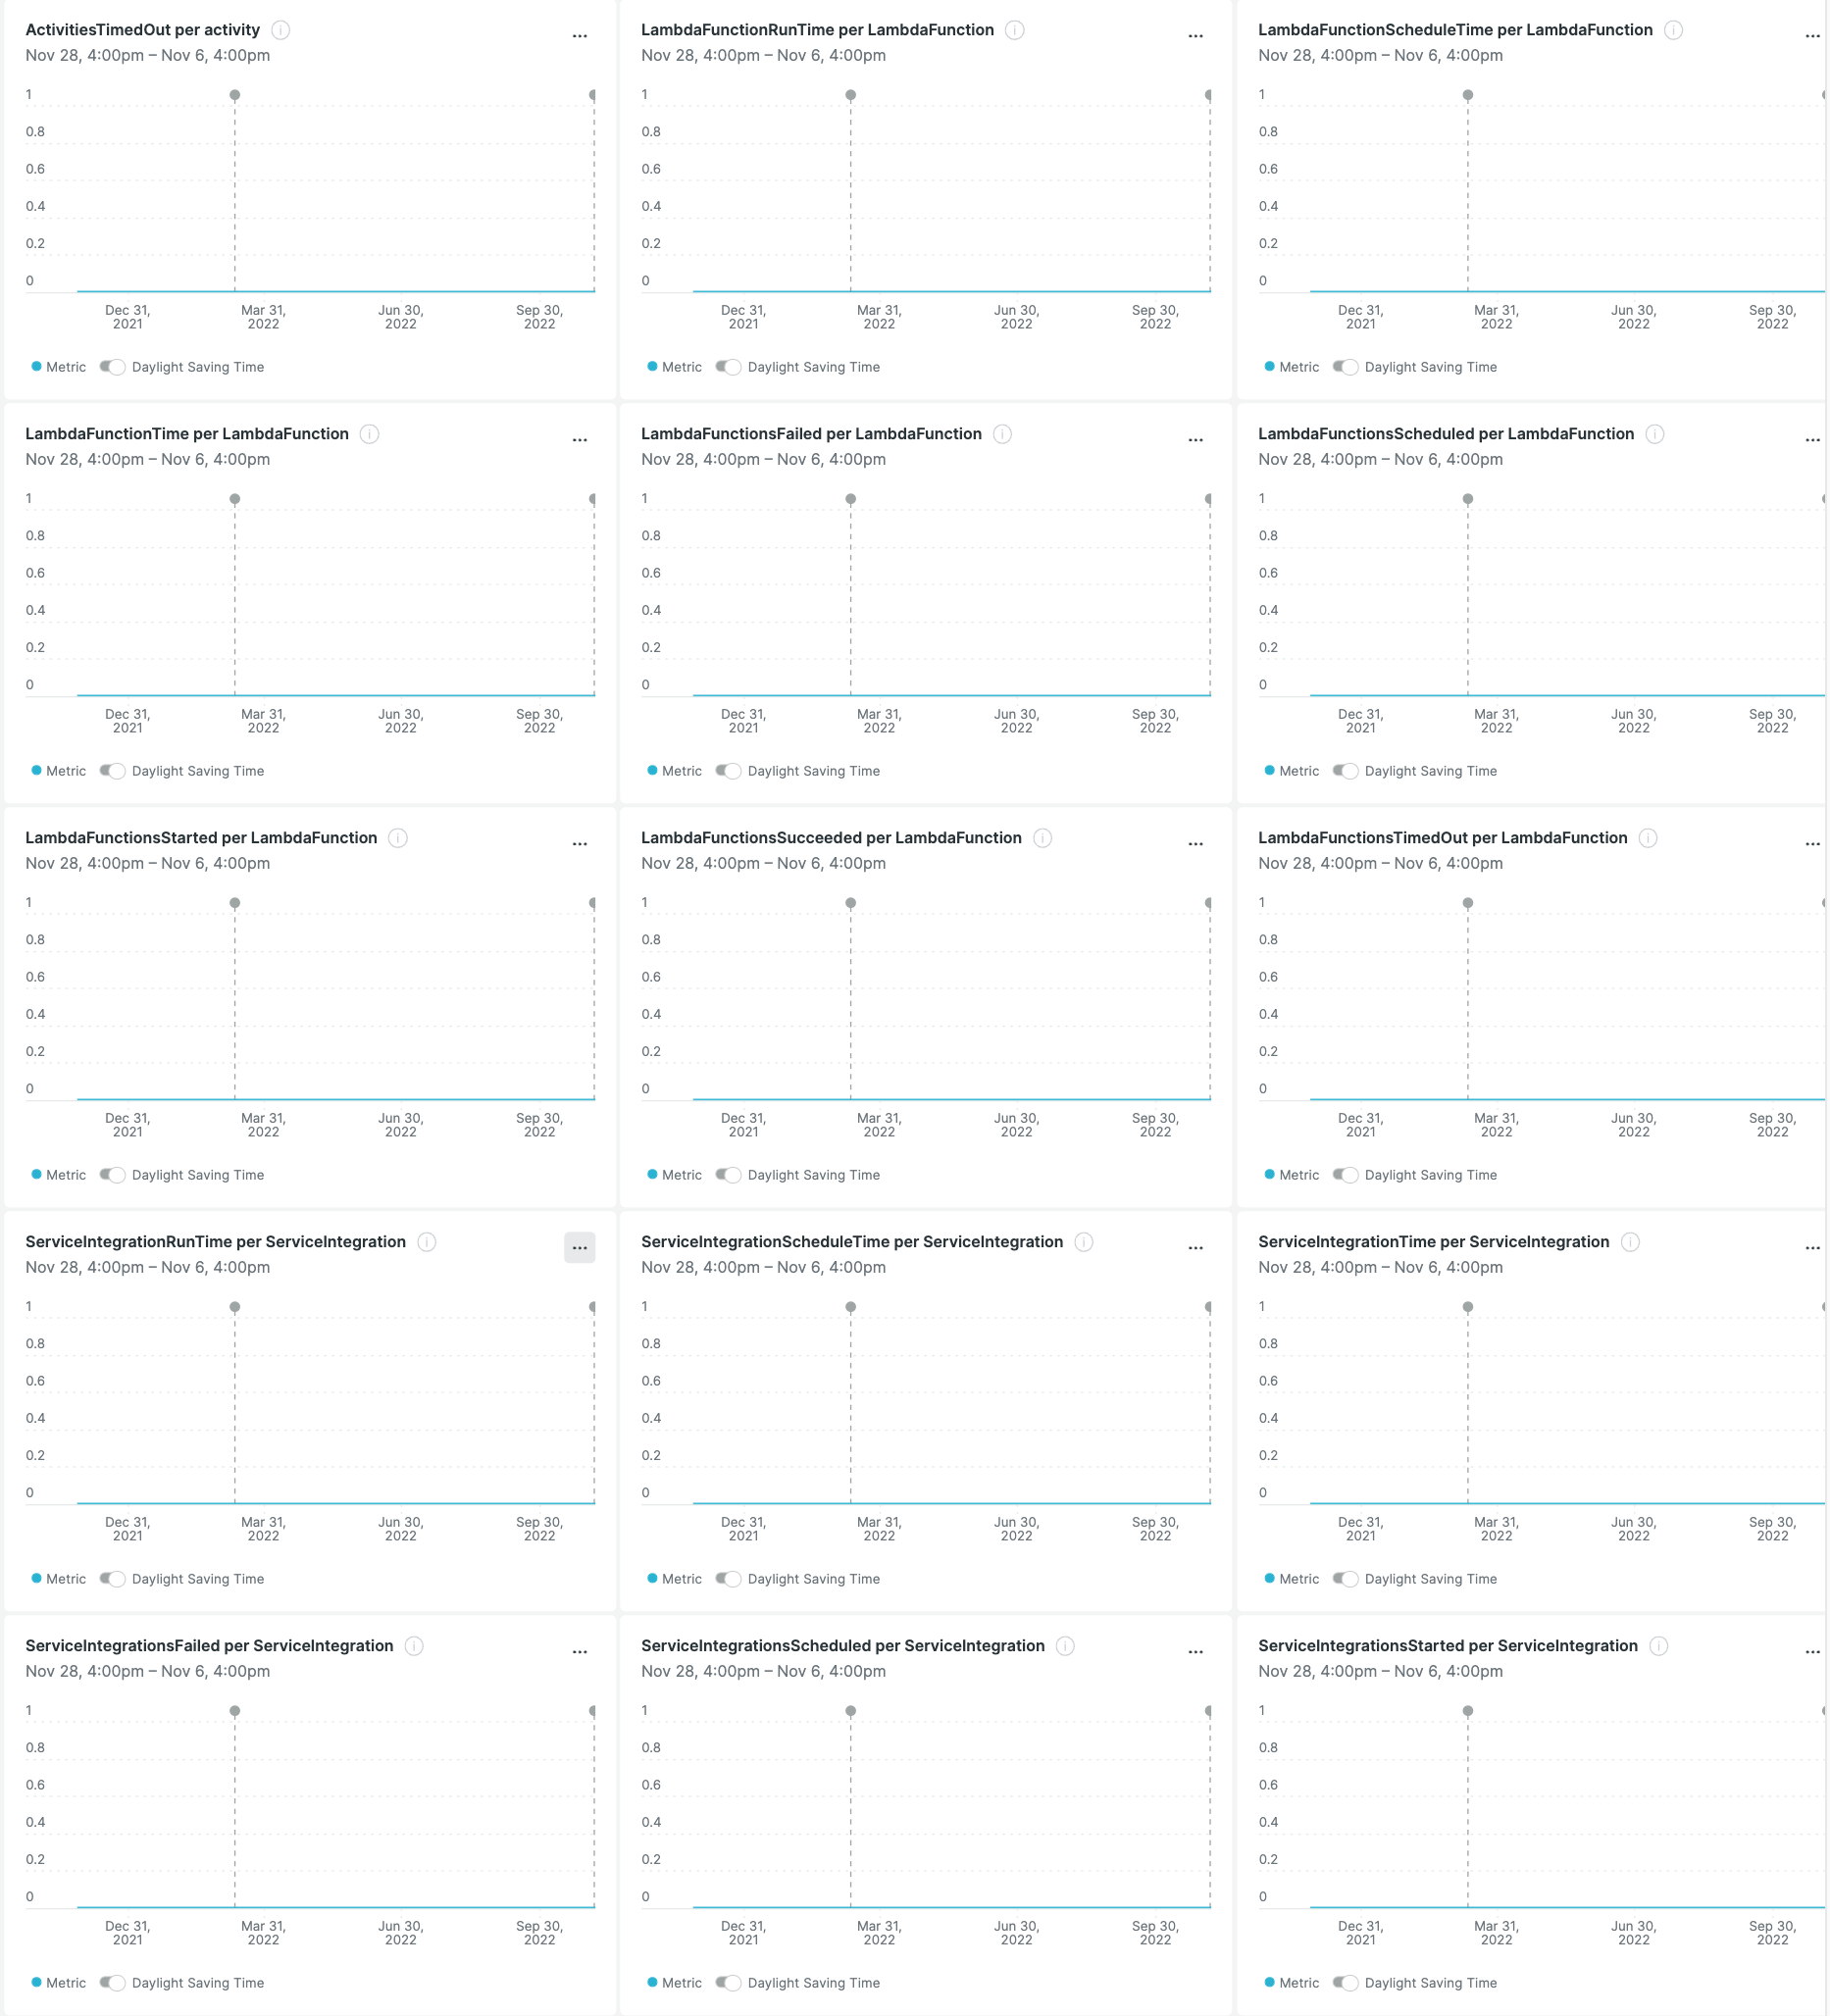 ActivitiesTimedOut per activity
Nov 28, 4:00pm – Nov 6, 4:00pm
1
0.8
0.6
0.4
0.2
0
Dec 31, 2021
Mar 31, 2022
Jun 30, 2022
Sep 30, 2022
Metric Daylight Saving Time
LambdaFunctionRunTime per LambdaFunction
Nov 28, 4:00pm – Nov 6, 4:00pm
1
0.8
0.6
0.4
0.2
0
Dec 31, 2021
Mar 31, 2022
Jun 30, 2022
Sep 30, 2022
Metric Daylight Saving Time
LambdaFunctionScheduleTime per LambdaFunction
Nov 28, 4:00pm – Nov 6, 4:00pm
1
0.8
0.6
0.4
0.2
0
Dec 31, 2021
Mar 31, 2022
Jun 30, 2022
Sep 30, 2022
Metric Daylight Saving Time
LambdaFunctionTime per LambdaFunction
Nov 28, 4:00pm – Nov 6, 4:00pm
1
0.8
0.6
0.4
0.2
0
Dec 31, 2021
Mar 31, 2022
Jun 30, 2022
Sep 30, 2022
Metric Daylight Saving Time
LambdaFunctionsFailed per LambdaFunction
Nov 28, 4:00pm – Nov 6, 4:00pm
1
0.8
0.6
0.4
0.2
0
Dec 31, 2021
Mar 31, 2022
Jun 30, 2022
Sep 30, 2022
Metric Daylight Saving Time
LambdaFunctionsScheduled per LambdaFunction
Nov 28, 4:00pm – Nov 6, 4:00pm
1
0.8
0.6
0.4
0.2
0
Dec 31, 2021
Mar 31, 2022
Jun 30, 2022
Sep 30, 2022
Metric Daylight Saving Time
LambdaFunctionsStarted per LambdaFunction
Nov 28, 4:00pm – Nov 6, 4:00pm
1
0.8
0.6
0.4
0.2
0
Dec 31, 2021
Mar 31, 2022
Jun 30, 2022
Sep 30, 2022
Metric Daylight Saving Time
LambdaFunctionsSucceeded per LambdaFunction
Nov 28, 4:00pm – Nov 6, 4:00pm
1
0.8
0.6
0.4
0.2
0
Dec 31, 2021
Mar 31, 2022
Jun 30, 2022
Sep 30, 2022
Metric Daylight Saving Time
LambdaFunctionsTimedOut per LambdaFunction
Nov 28, 4:00pm – Nov 6, 4:00pm
1
0.8
0.6
0.4
0.2
0
Dec 31, 2021
Mar 31, 2022
Jun 30, 2022
Sep 30, 2022
Metric Daylight Saving Time
ServiceIntegrationRunTime per ServiceIntegration
Nov 28, 4:00pm – Nov 6, 4:00pm
1
0.8
0.6
0.4
0.2
0
Dec 31, 2021
Mar 31, 2022
Jun 30, 2022
Sep 30, 2022
Metric Daylight Saving Time
ServiceIntegrationScheduleTime per ServiceIntegration
Nov 28, 4:00pm – Nov 6, 4:00pm
1
0.8
0.6
0.4
0.2
0
Dec 31, 2021
Mar 31, 2022
Jun 30, 2022
Sep 30, 2022
Metric Daylight Saving Time
ServiceIntegrationTime per ServiceIntegration
Nov 28, 4:00pm – Nov 6, 4:00pm
1
0.8
0.6
0.4
0.2
0
Dec 31, 2021
Mar 31, 2022
Jun 30, 2022
Sep 30, 2022
Metric Daylight Saving Time
ServiceIntegrationsFailed per ServiceIntegration
Nov 28, 4:00pm – Nov 6, 4:00pm
1
0.8
0.6
0.4
0.2
0
Dec 31, 2021
Mar 31, 2022
Jun 30, 2022
Sep 30, 2022
Metric Daylight Saving Time
ServiceIntegrationsScheduled per ServiceIntegration
Nov 28, 4:00pm – Nov 6, 4:00pm
1
0.8
0.6
0.4
0.2
0
Dec 31, 2021
Mar 31, 2022
Jun 30, 2022
Sep 30, 2022
Metric Daylight Saving Time
ServiceIntegrationsStarted per ServiceIntegration
Nov 28, 4:00pm – Nov 6, 4:00pm
1
0.8
0.6
0.4
0.2
0
Dec 31, 2021
Mar 31, 2022
Jun 30, 2022
Sep 30, 2022
Metric Daylight Saving Time